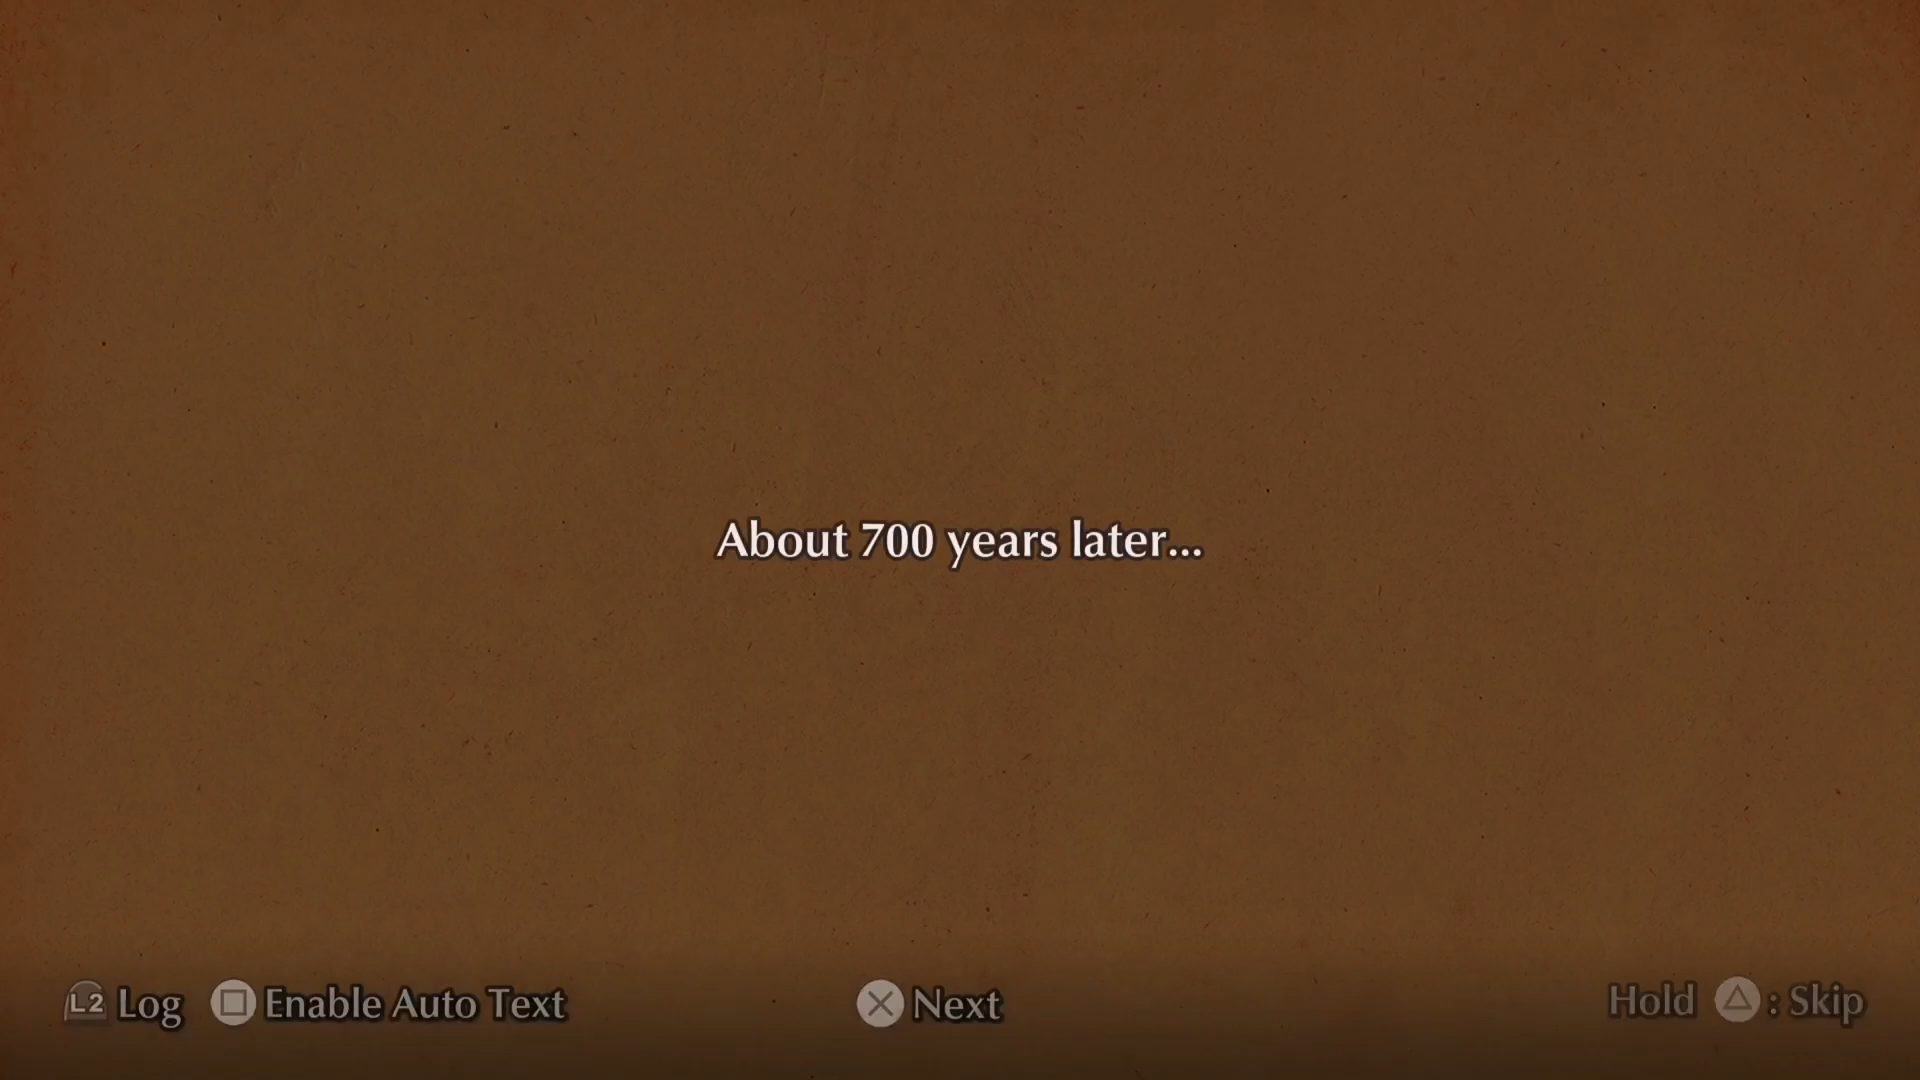 About 700 years later...
L2 Log Enable Auto Text Next Hold : Skip